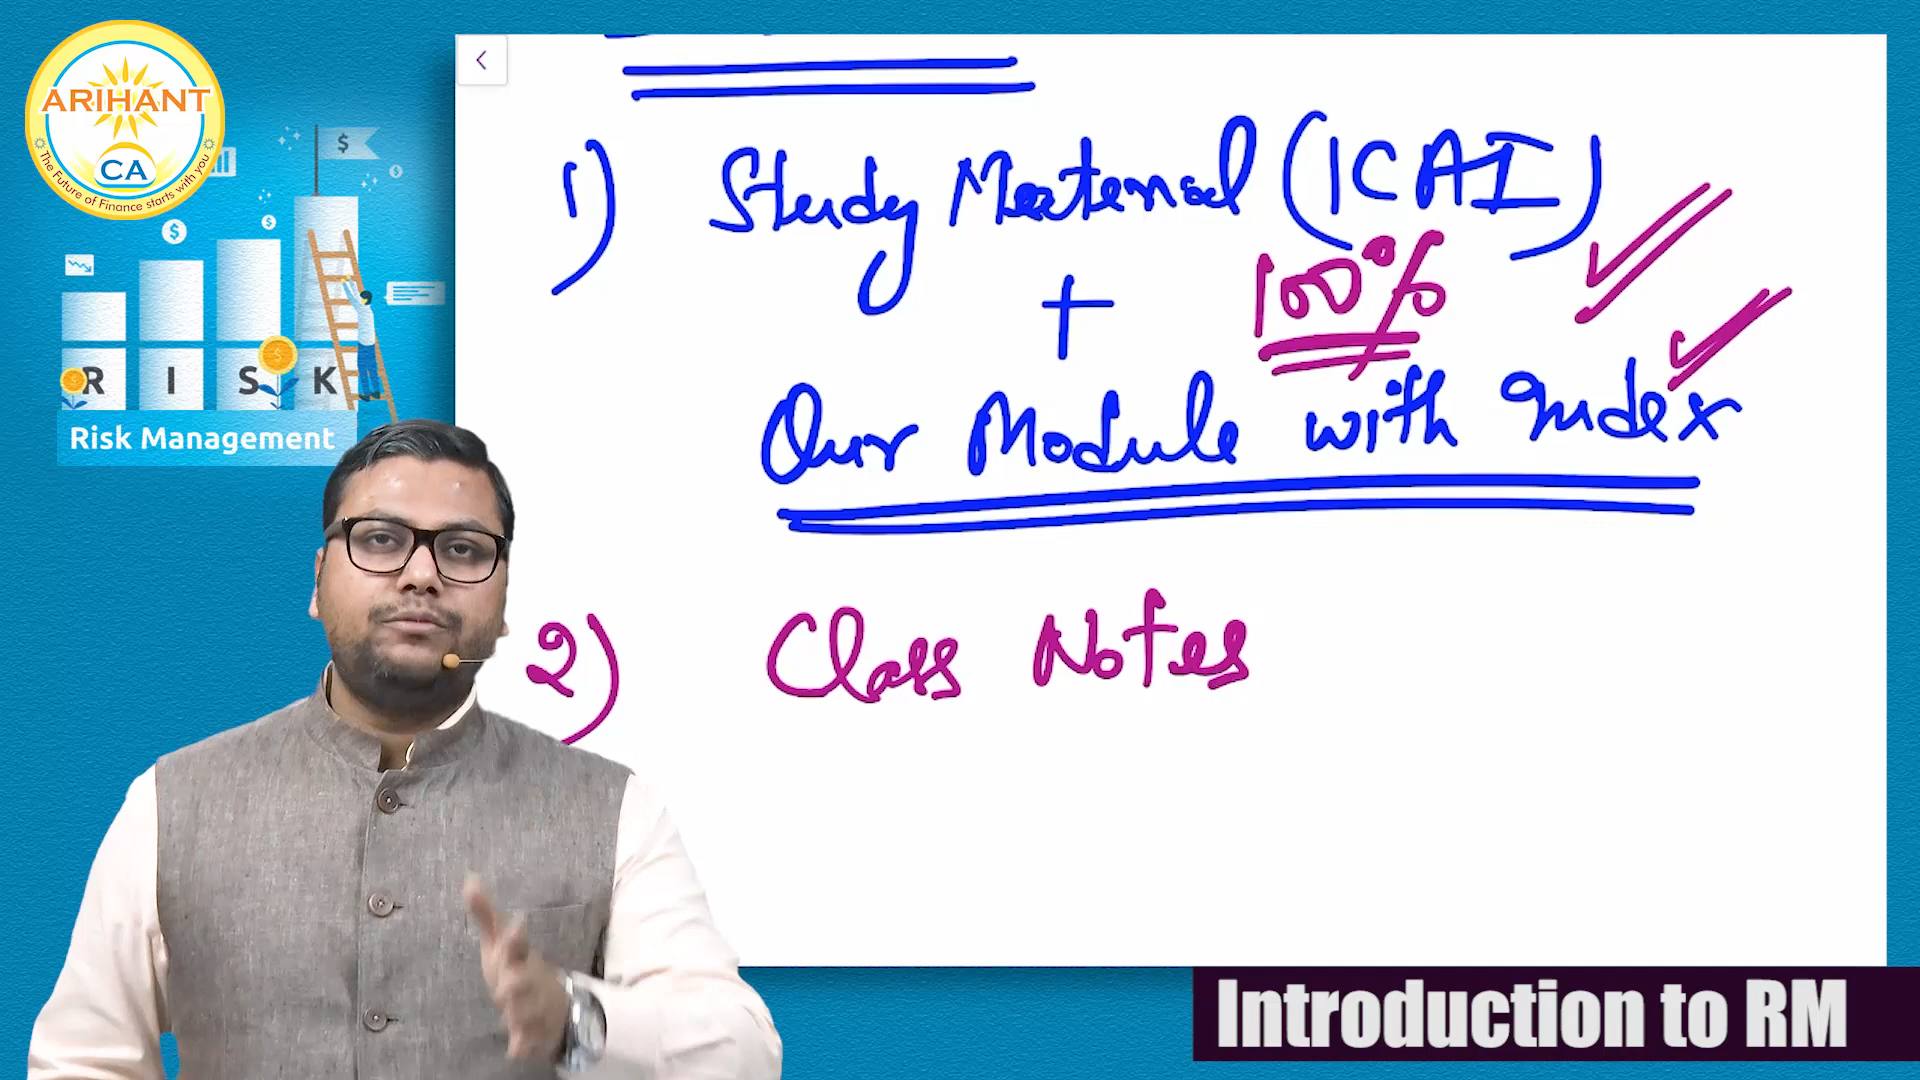 ARIHANT
CA
The Future of Finance starts with you
$
$
$
$
$
$
R I S K
Risk Management
1) Study Material (ICAI)
+ 100%
Our Module with Index
2) Class Notes
Introduction to RM